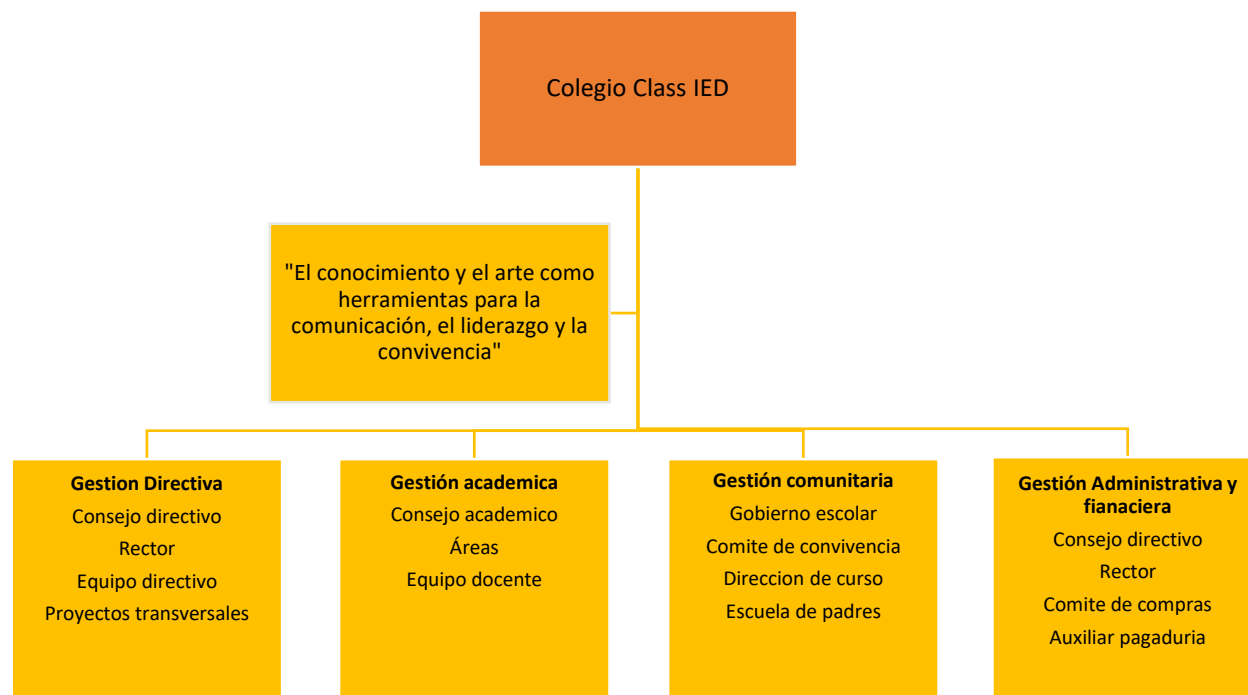 Colegio Class IED
"El conocimiento y el arte como
herramientas para la
comunicación, el liderazgo y la
convivencia"
Gestion Directiva
Consejo directivo
Rector
Equipo directivo
Proyectos transversales
Gestión academica
Consejo academico
Áreas
Equipo docente
Gestión comunitaria
Gobierno escolar
Comite de convivencia
Direccion de curso
Escuela de padres
Gestión Administrativa y
fianaciera
Consejo directivo
Rector
Comite de compras
Auxiliar pagaduria